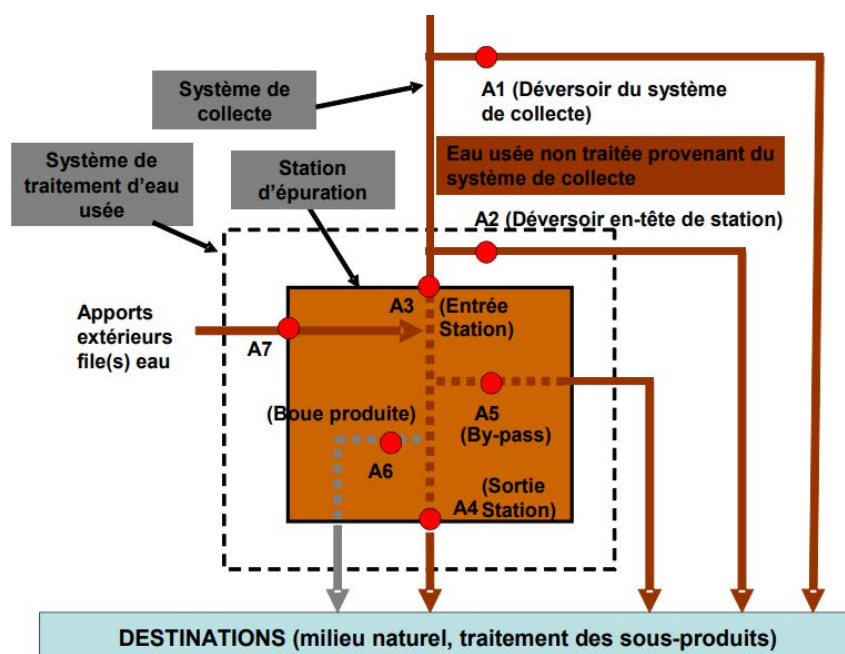 Système de
collecte
A1 (Déversoir du système
de collecte)
Système de
traitement d'eau
usée
Station
d'épuration
Eau usée non traitée provenant du
système de collecte
A2 (Déversoir en-tête de station)
Apports
extérieurs
file(s) eau
A7
A3
(Entrée
Station)
(Boue produite)
A6
A5
(By-pass)
A4
(Sortie
Station)
DESTINATIONS (milieu naturel, traitement des sous-produits)